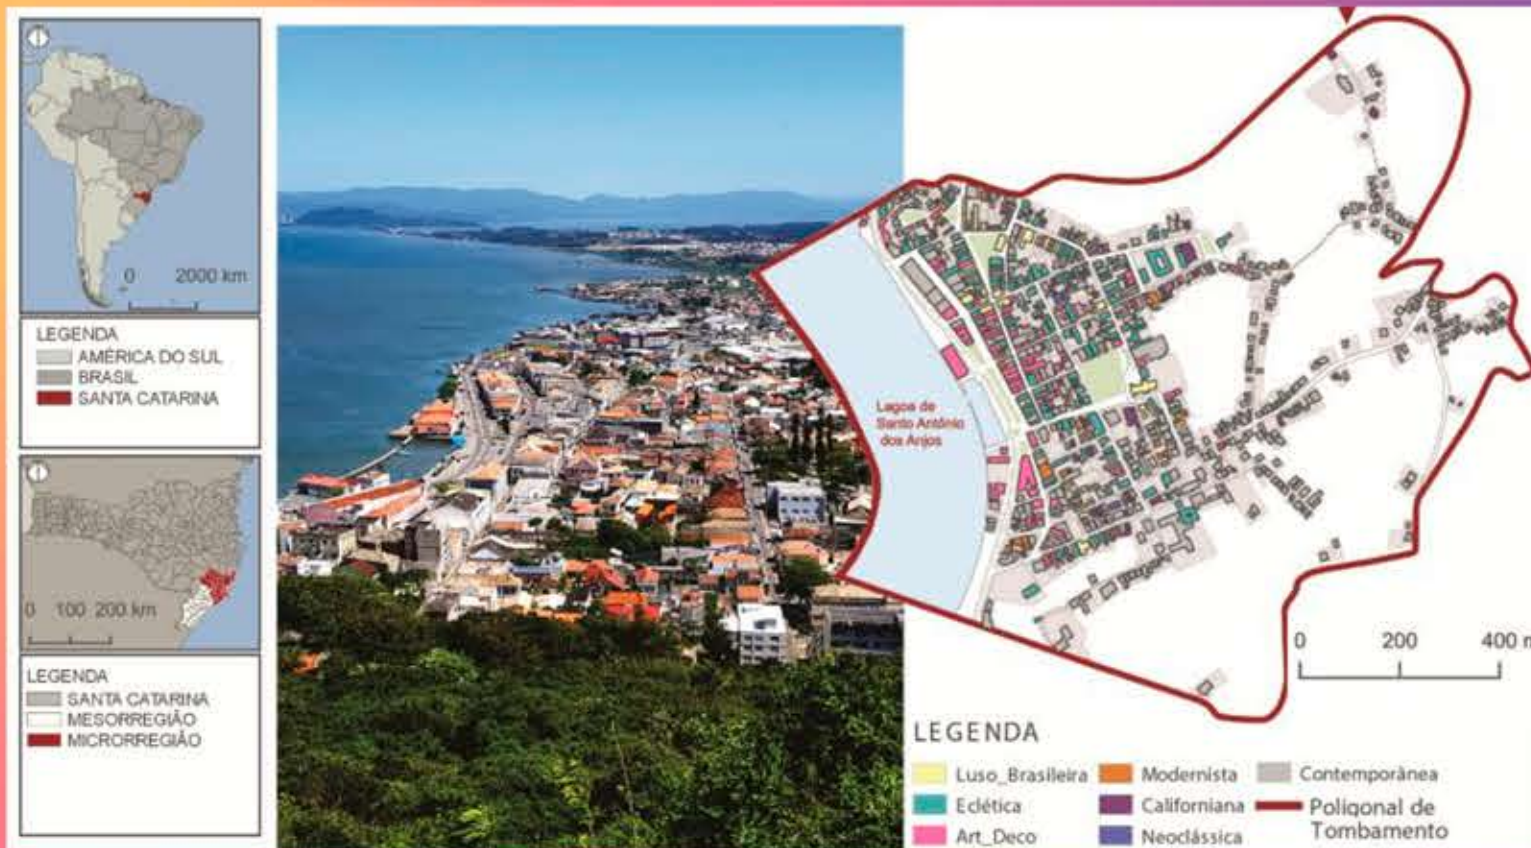 0 2000 km
LEGENDA
AMÉRICA DO SUL
BRASIL
SANTA CATARINA
0 100 200 km
LEGENDA
SANTA CATARINA
MESORREGIÃO
MICRORREGIÃO
Lagoa de
Santo Antônio
dos Anjos
0 200 400 m
LEGENDA
Luso_Brasileira
Eclética
Art_Deco
Modernista
Californiana
Neoclássica
Contemporânea
Poligonal de
Tombamento